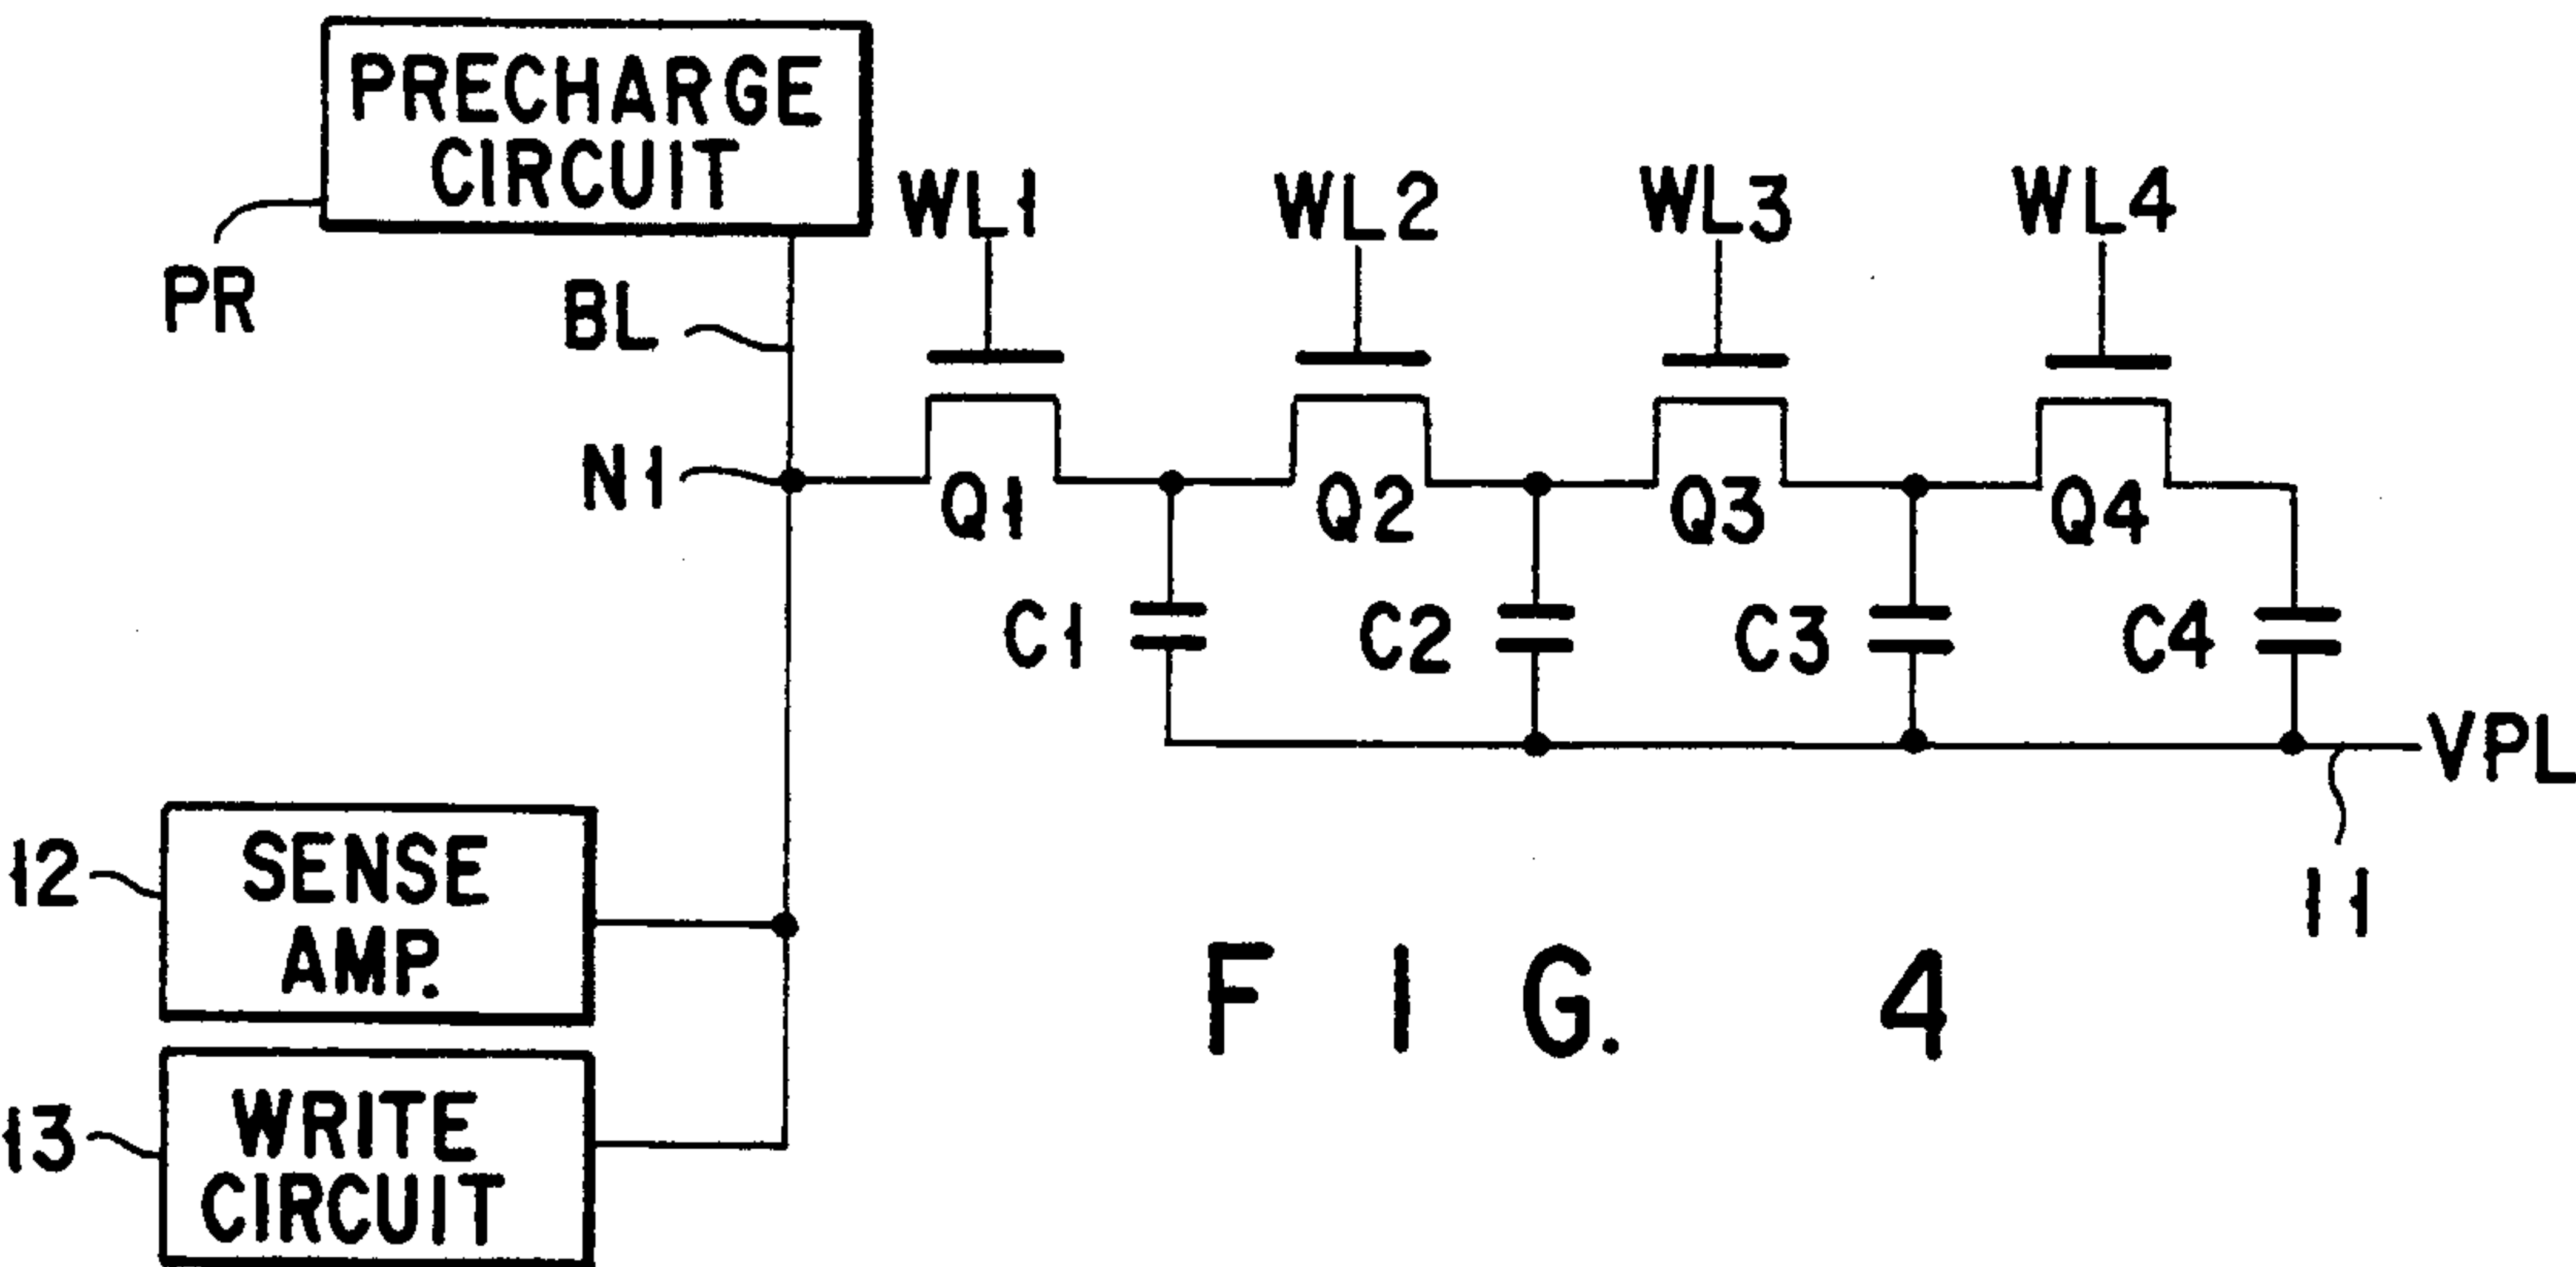 PRECHARGE
CIRCUIT
PR
BL
N1
WL1
WL2
WL3
WL4
Q1
Q2
Q3
Q4
C1
C2
C3
C4
VPL
11
12
SENSE
AMP.
13
WRITE
CIRCUIT
FIG. 4